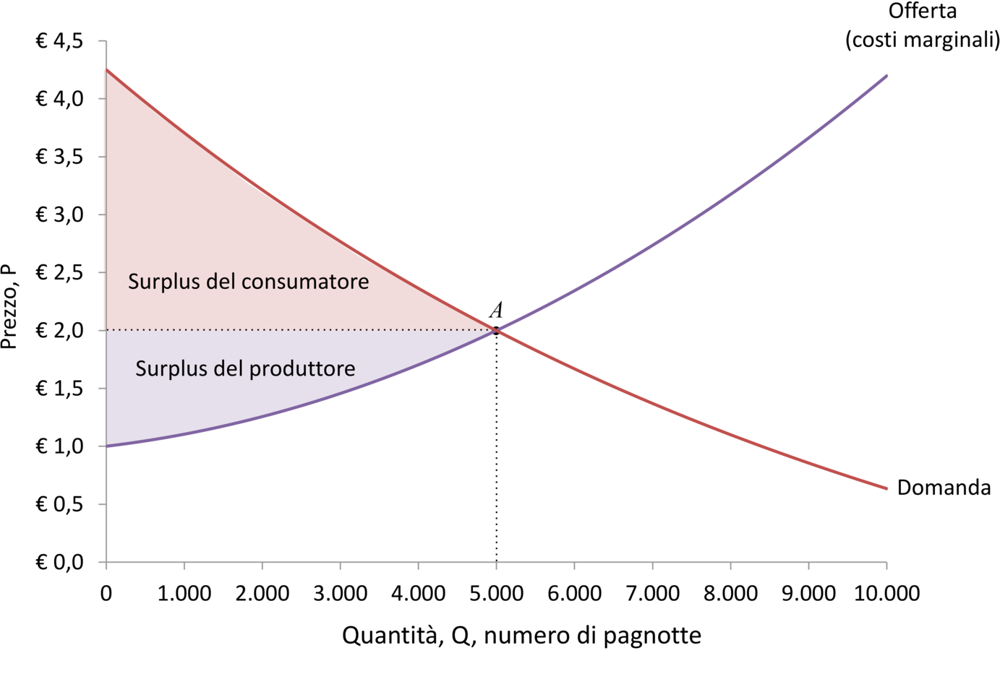 Offerta
(costi marginali)
€ 4,5
€ 4,0
€ 3,5
€ 3,0
€ 2,5
€ 2,0
€ 1,5
€ 1,0
€ 0,5
€ 0,0
Prezzo, P
Surplus del consumatore
A
Surplus del produttore
Domanda
0 1.000 2.000 3.000 4.000 5.000 6.000 7.000 8.000 9.000 10.000
Quantità, Q, numero di pagnotte